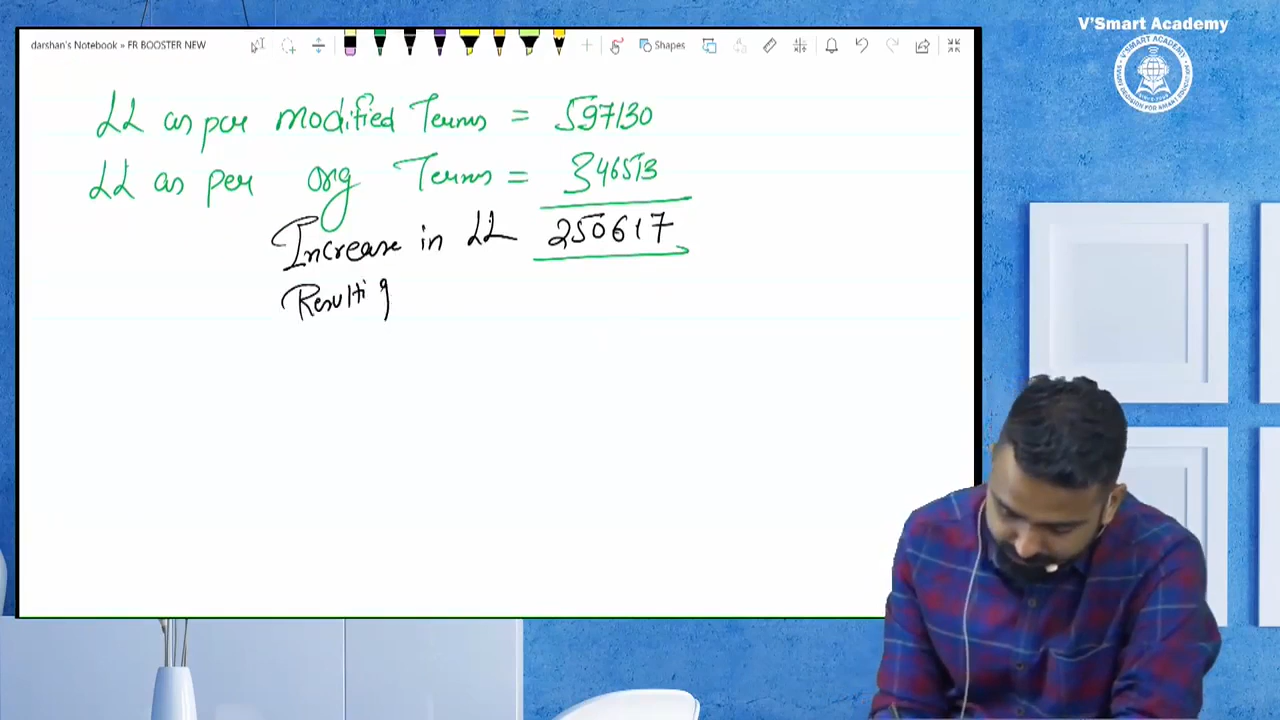 V'Smart Academy
darshan's Notebook » FR BOOSTER NEW
Shapes
LL as per modified Terms = 597130
LL as per org Terms = 346513
Increase in LL 250617
Resulti g